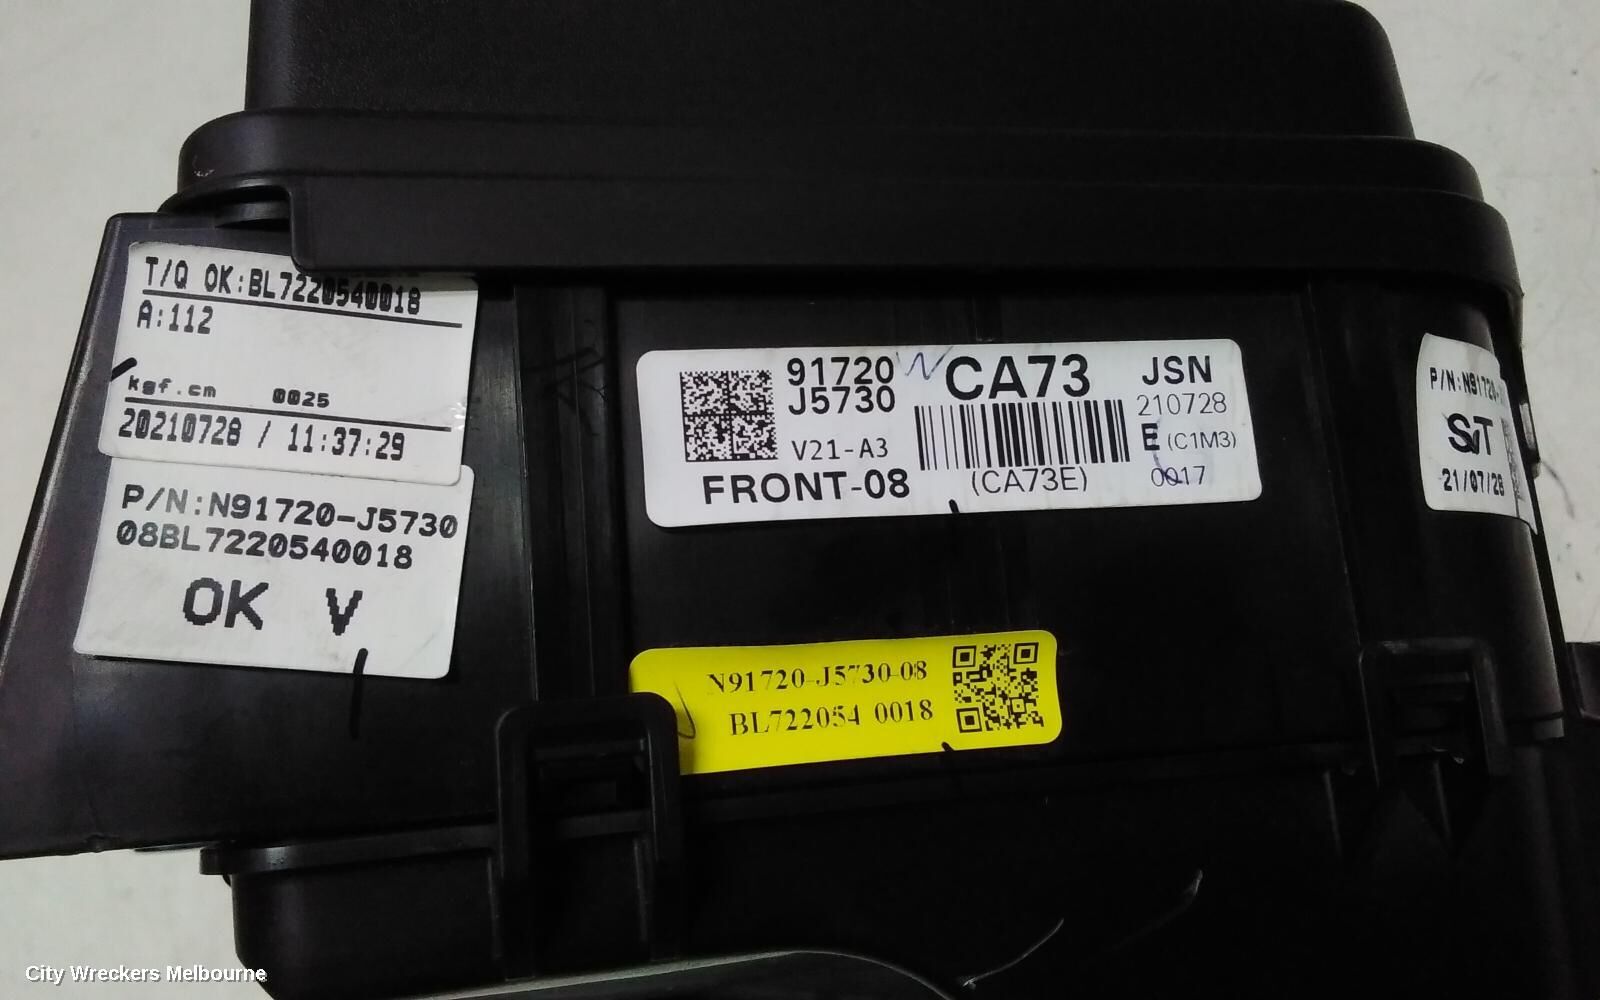 T/Q OK:BL7220540018
A:112
kgf.cm 0025
20210728 / 11:37:29
P/N:N91720-J5730
08BL7220540018
OK V
91720
J5730
V21-A3
FRONT-08
CA73
(CA73E)
JSN
210728
E (C1M3)
0017
N91720-J5730-08
BL722054 0018
P/N:N91720-
21/07/28
City Wreckers Melbourne